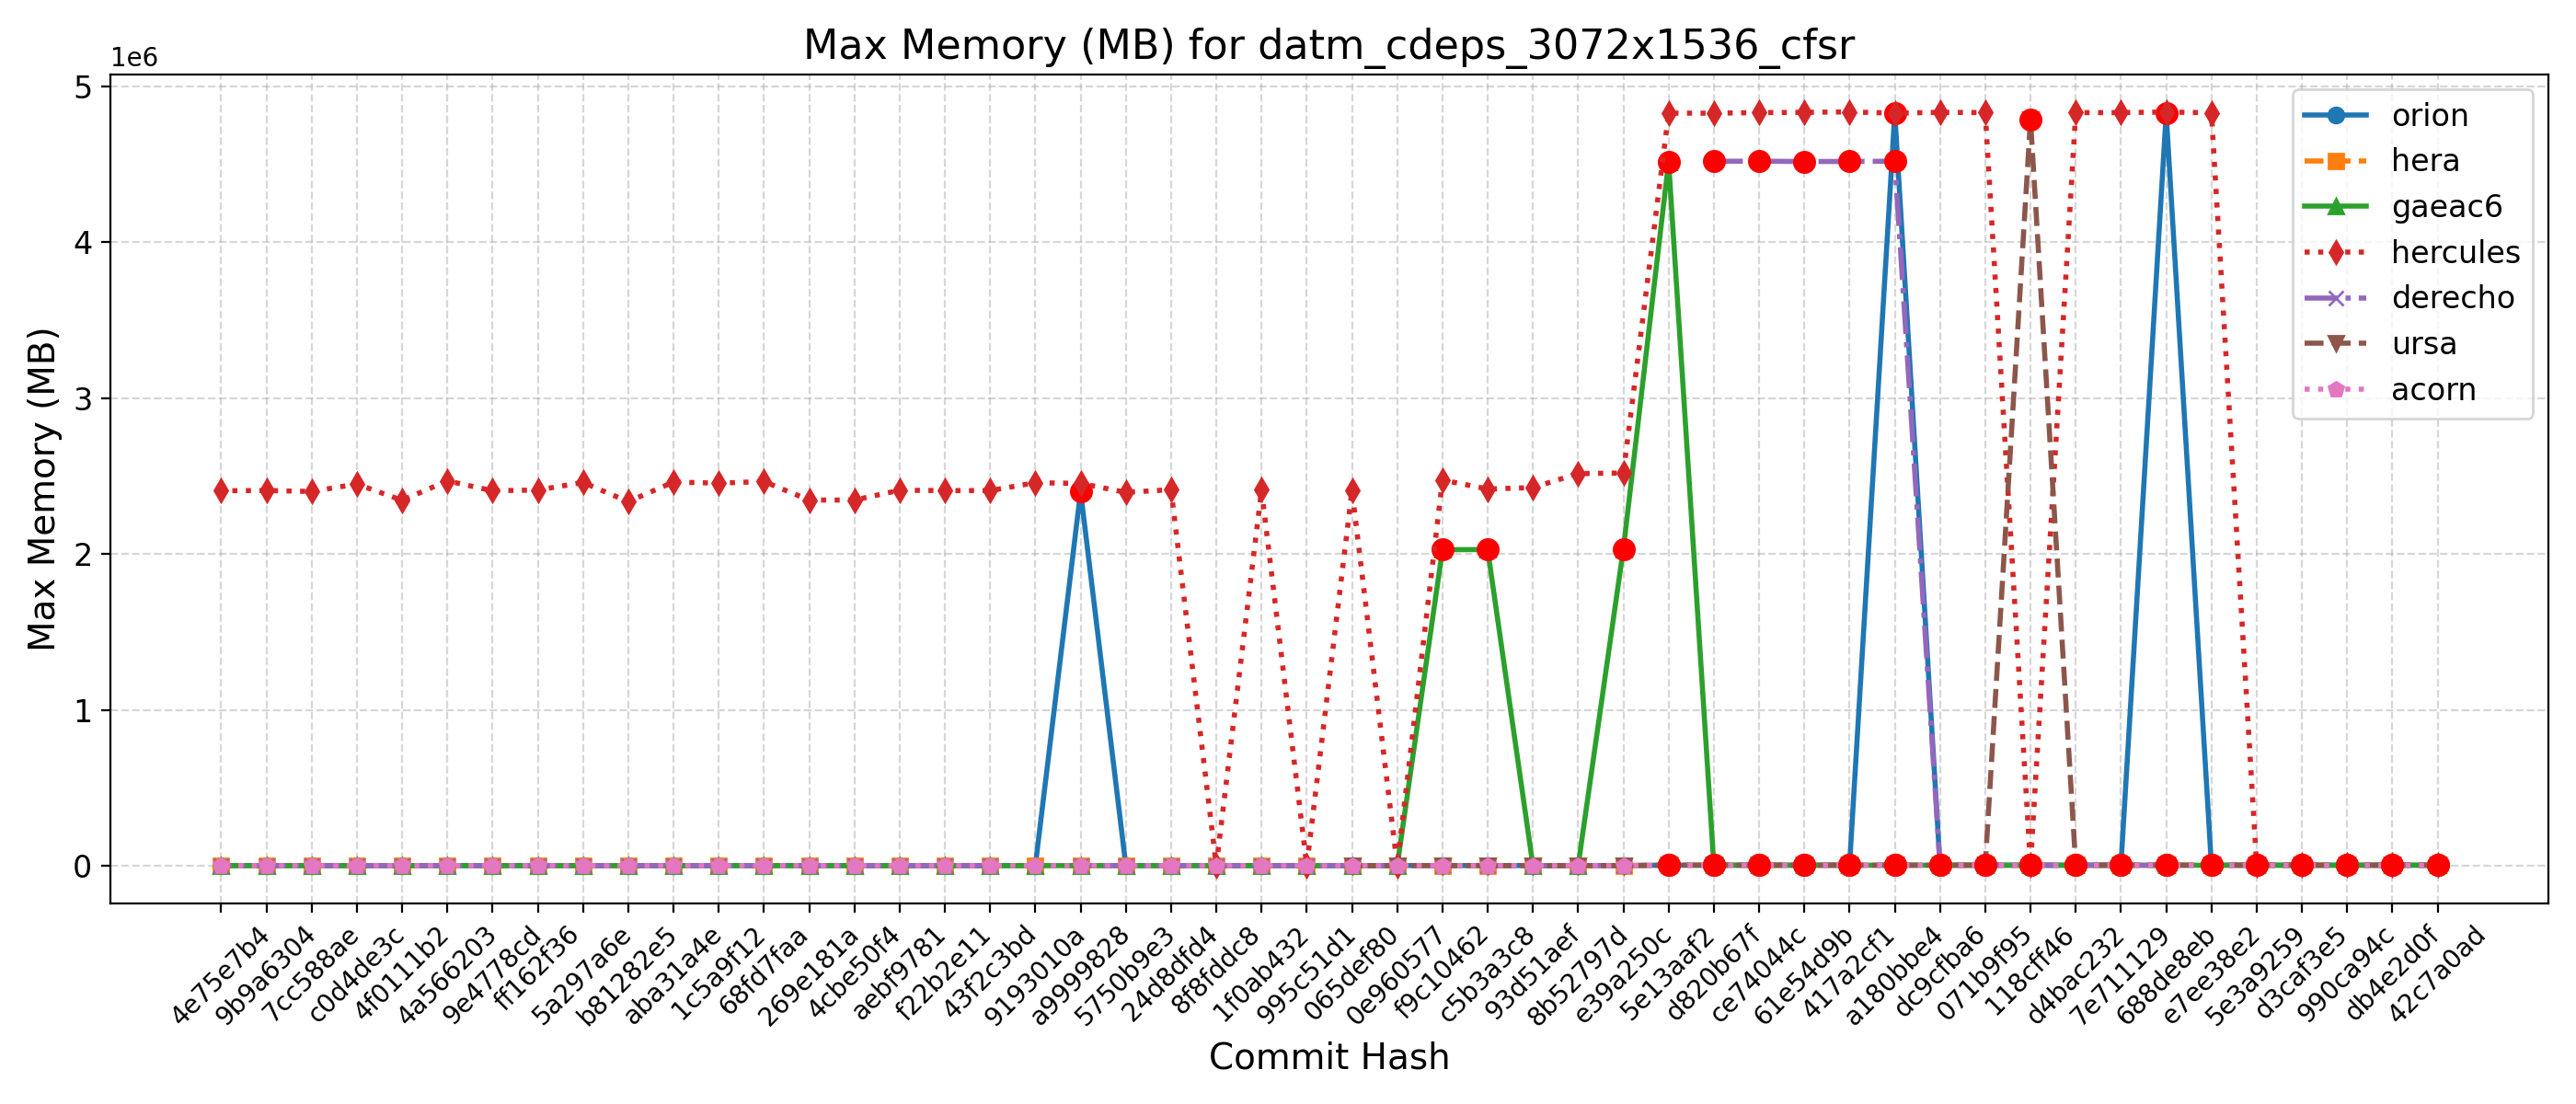 Max Memory (MB) for datm_cdeps_3072x1536_cfsr
1e6
5
4
3
2
1
0
Max Memory (MB)
orion
hera
gaeac6
hercules
derecho
ursa
acorn
4e75e7b4
9b9a6304
7cc588ae
c0d4de3c
4f0111b2
4a566203
9e4778cd
ff162f36
5a297a6e
b81282e5
aba31a4e
1c5a9f12
68fd7faa
269e181a
4cbe50f4
aebf9781
f22b2e11
43f2c3bd
9193010a
a9999828
5750b9e3
24d8dfd4
8f8fddc8
1f0ab432
995c51d1
065def80
0e960577
f9c10462
c5b3a3c8
93d51aef
8b52797d
e39a250c
5e13aaf2
d820b67f
ce74044c
61e54d9b
417a2cf1
a180bbe4
dc9cfba6
071b9f95
118cff46
d4bac232
7e711129
688de8eb
e7ee38e2
5e3a9259
d3caf3e5
990ca94c
db4e2d0f
42c7a0ad
Commit Hash